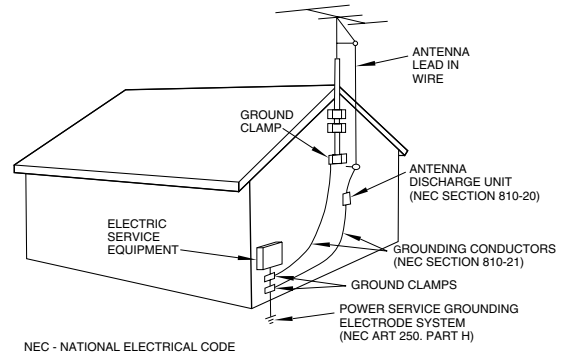 ANTENNA
LEAD IN
WIRE
GROUND
CLAMP
ANTENNA
DISCHARGE UNIT
(NEC SECTION 810-20)
ELECTRIC
SERVICE
EQUIPMENT
GROUNDING CONDUCTORS
(NEC SECTION 810-21)
GROUND CLAMPS
POWER SERVICE GROUNDING
ELECTRODE SYSTEM
(NEC ART 250. PART H)
NEC - NATIONAL ELECTRICAL CODE